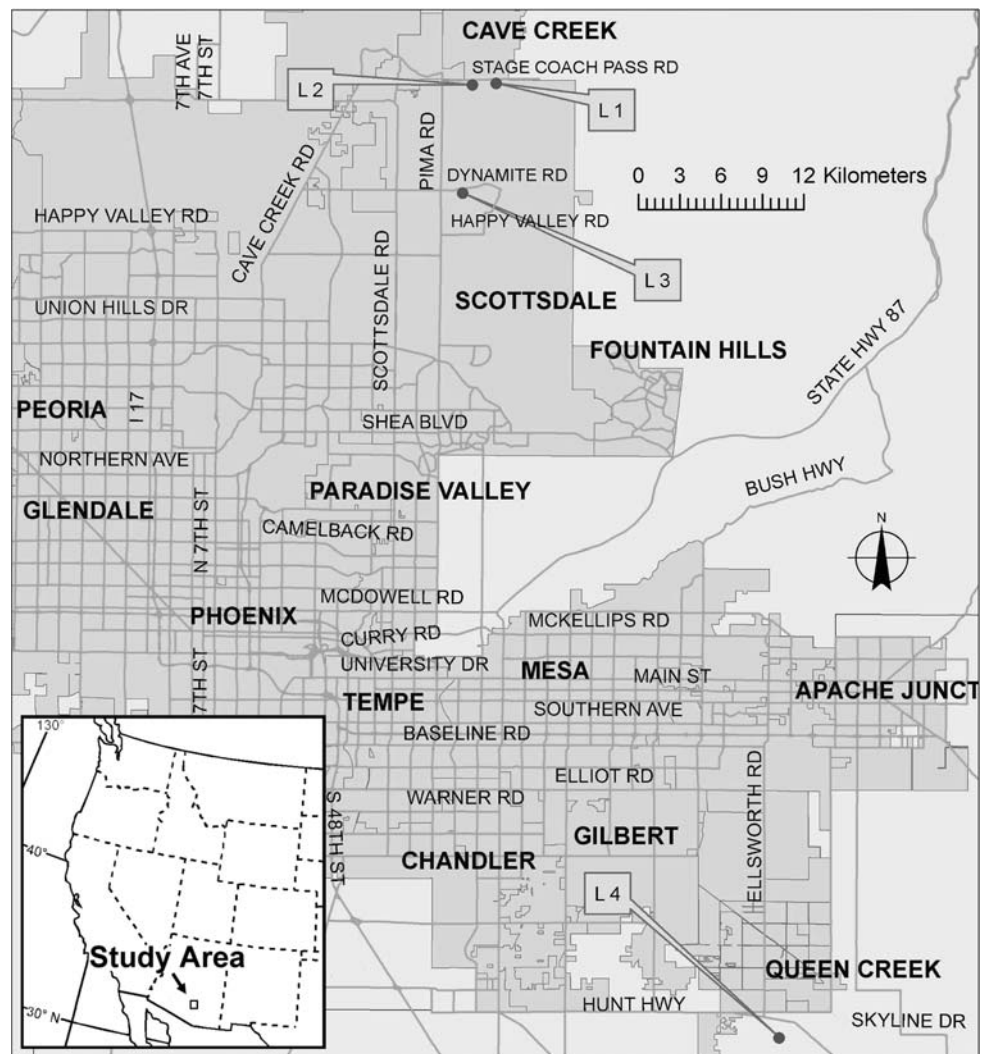 CAVE CREEK
7TH AVE
7TH ST
STAGE COACH PASS RD
L 2
L 1
PIMA RD
CAVE CREEK RD
DYNAMITE RD
0 3 6 9 12 Kilometers
HAPPY VALLEY RD
HAPPY VALLEY RD
SCOTTSDALE RD
L 3
UNION HILLS DR
SCOTTSDALE
STATE HWY 87
FOUNTAIN HILLS
PEORIA
I 17
SHEA BLVD
NORTHERN AVE
BUSH HWY
PARADISE VALLEY
GLENDALE
N 7TH ST
CAMELBACK RD
N
MCDOWELL RD
PHOENIX
MCKELLIPS RD
CURRY RD
UNIVERSITY DR
MESA
MAIN ST
7TH ST
TEMPE
APACHE JUNCT
SOUTHERN AVE
BASELINE RD
130°
ELLIOT RD
ELLSWORTH RD
WARNER RD
S 48TH ST
GILBERT
40°
CHANDLER
L 4
Study Area
QUEEN CREEK
30° N
HUNT HWY
SKYLINE DR